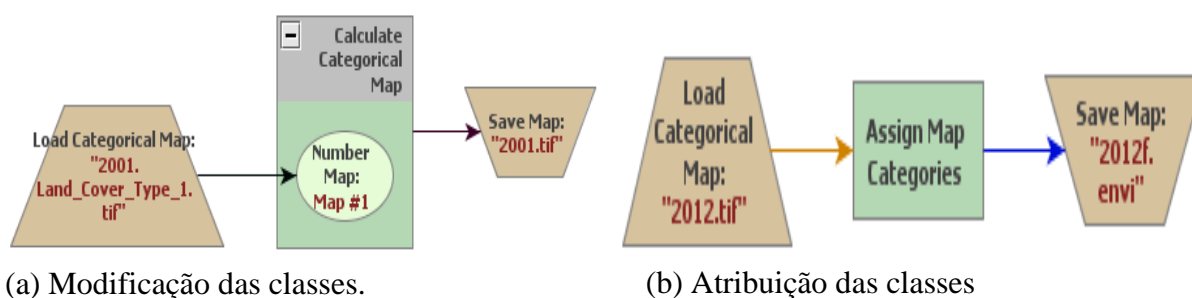 Load Categorical Map:
"2001.
Land_Cover_Type_1.
tif"
−
Calculate
Categorical
Map
Number
Map:
Map #1
Save Map:
"2001.tif"
(a) Modificação das classes.
Load
Categorical
Map:
"2012.tif"
Assign Map
Categories
Save Map:
"2012f.
envi"
(b) Atribuição das classes